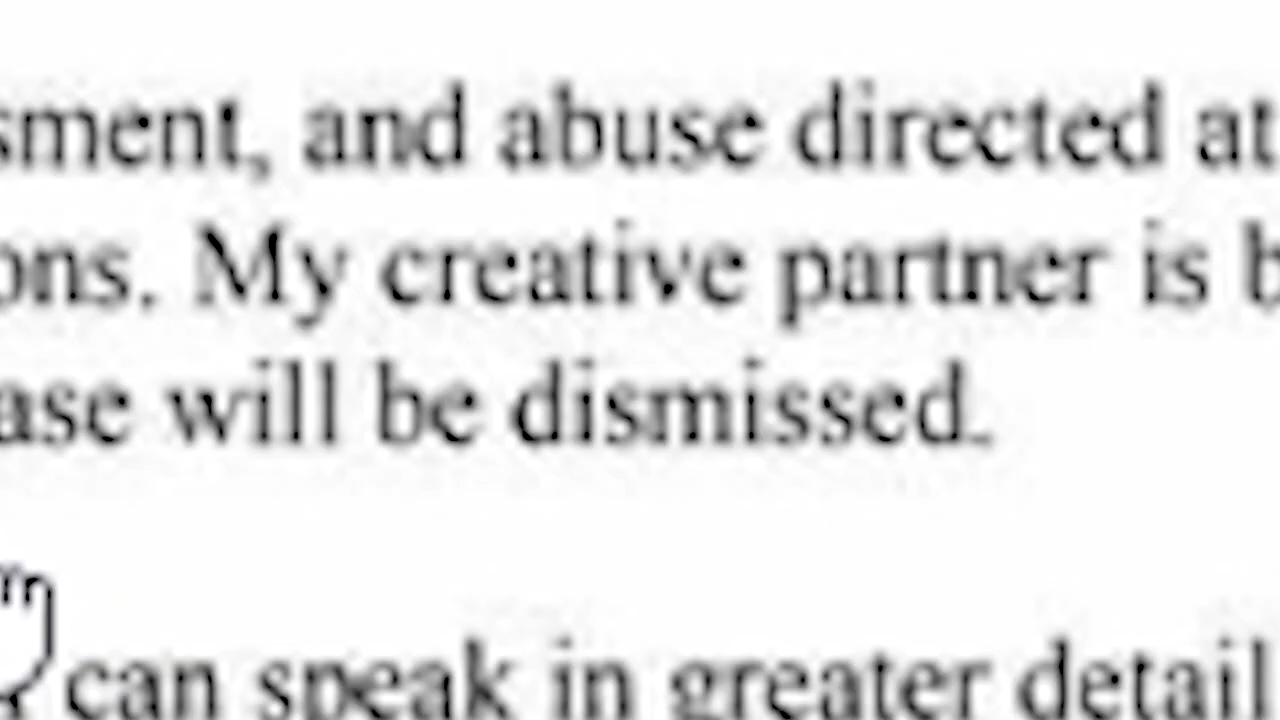 sment, and abuse directed at
ons. My creative partner is b
ase will be dismissed.
can speak in greater detail